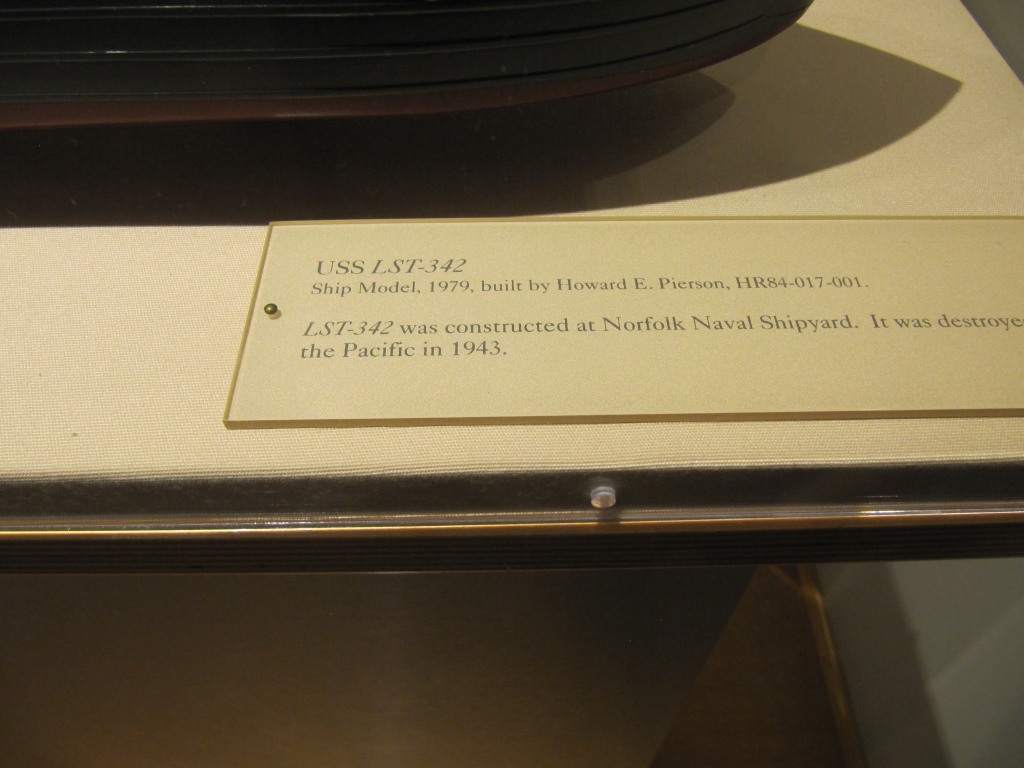 USS LST-342
Ship Model, 1979, built by Howard E. Pierson, HR84-017-001.
LST-342 was constructed at Norfolk Naval Shipyard. It was destroye
the Pacific in 1943.